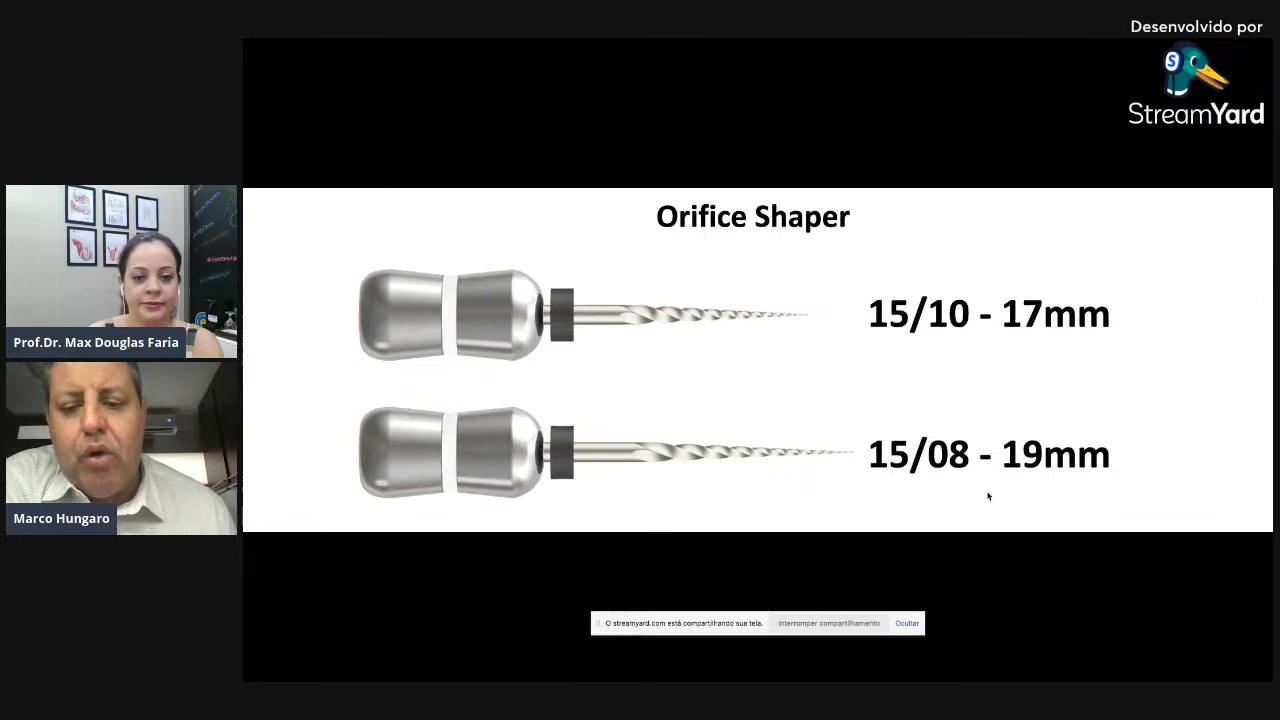 Desenvolvido por
StreamYard
Orifice Shaper
15/10 - 17mm
15/08 - 19mm
Prof.Dr. Max Douglas Faria
Marco Hungaro
O streamyard.com está compartilhando sua tela.
Interromper compartilhamento
Ocultar